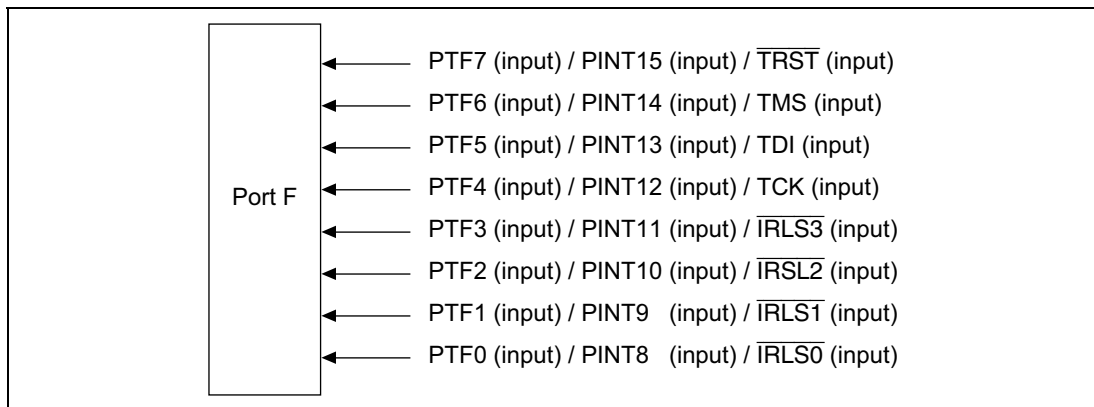 Port F
PTF7 (input) / PINT15 (input) / TRST (input)
PTF6 (input) / PINT14 (input) / TMS (input)
PTF5 (input) / PINT13 (input) / TDI (input)
PTF4 (input) / PINT12 (input) / TCK (input)
PTF3 (input) / PINT11 (input) / IRLS3 (input)
PTF2 (input) / PINT10 (input) / IRSL2 (input)
PTF1 (input) / PINT9 (input) / IRLS1 (input)
PTF0 (input) / PINT8 (input) / IRLS0 (input)